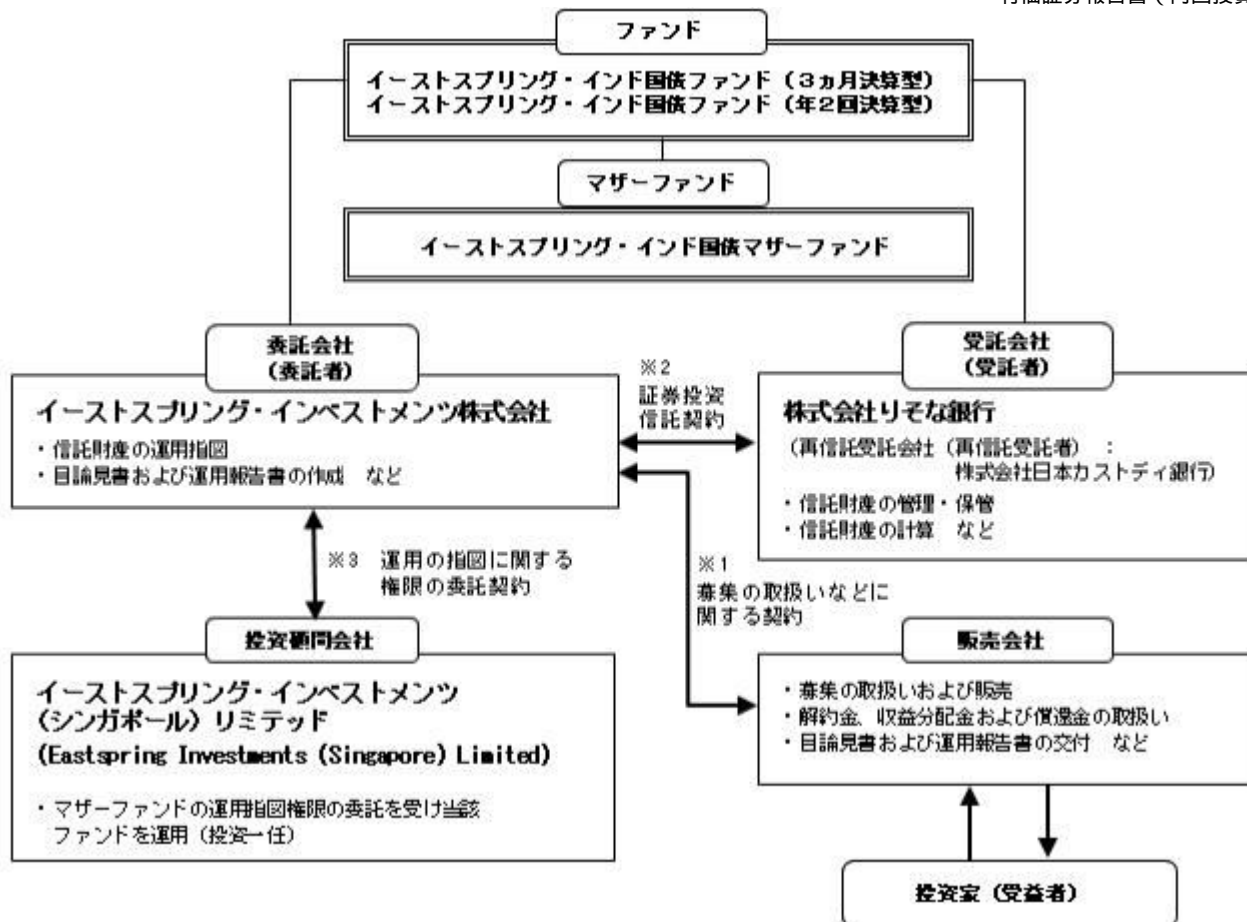 ファンド
イーストスプリング・インド国債ファンド（３ヵ月決算型）
イーストスプリング・インド国債ファンド（年２回決算型）
マザーファンド
イーストスプリング・インド国債マザーファンド
委託会社
（委託者）
イーストスプリング・インベストメンツ株式会社
・信託財産の運用指図
・目論見書および運用報告書の作成　など
※２
証券投資
信託契約
受託会社
（受託者）
株式会社りそな銀行
（再信託受託会社（再信託受託者）：
株式会社日本カストディ銀行）
・信託財産の管理・保管
・信託財産の計算　など
※３　運用の指図に関する
権限の委託契約
※１
募集の取扱いなどに
関する契約
投資顧問会社
イーストスプリング・インベストメンツ
（シンガポール）リミテッド
(Eastspring Investments (Singapore) Limited)
・マザーファンドの運用指図権限の委託を受け当該
ファンドを運用（投資一任）
販売会社
・募集の取扱いおよび販売
・解約金、収益分配金および償還金の取扱い
・目論見書および運用報告書の交付　など
投資家（受益者）